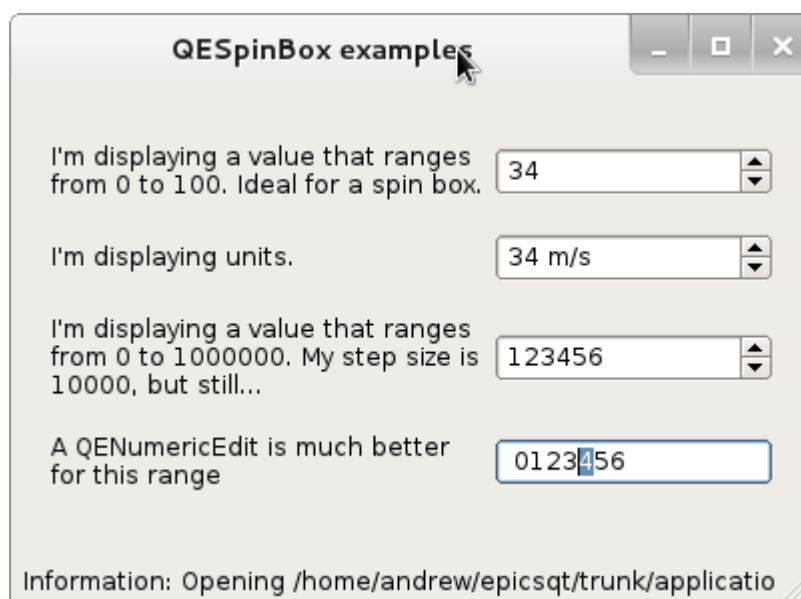 QESpinBox examples
I'm displaying a value that ranges
from 0 to 100. Ideal for a spin box.
34
I'm displaying units.
34 m/s
I'm displaying a value that ranges
from 0 to 1000000. My step size is
10000, but still...
123456
A QENumericEdit is much better
for this range
0123456
Information: Opening /home/andrew/epicsqt/trunk/applicatio